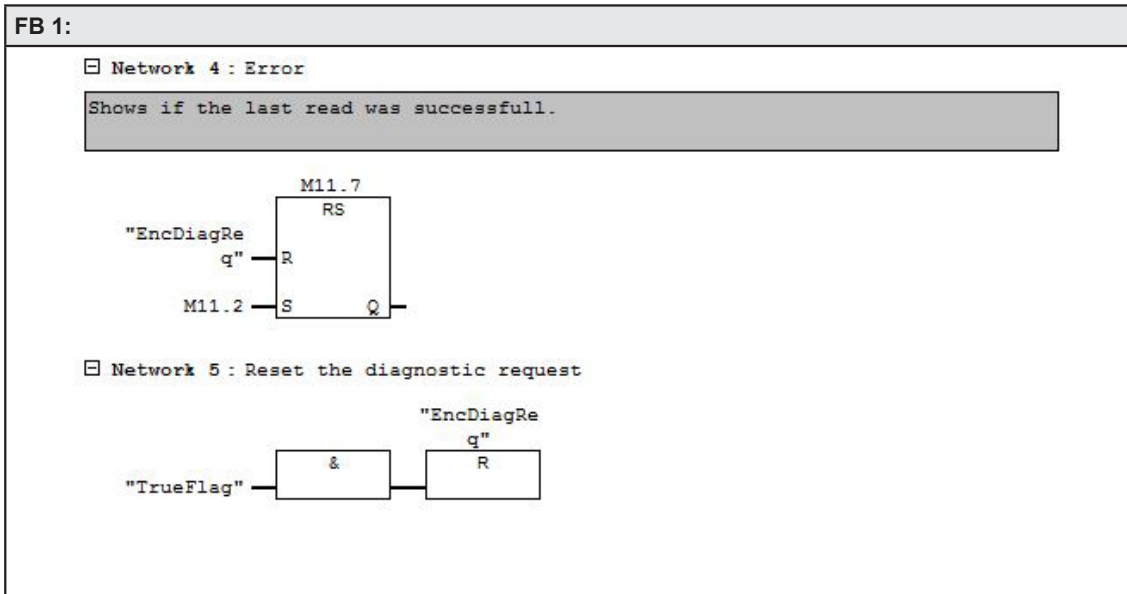 FB 1:
Network 4 : Error
Shows if the last read was successfull.
M11.7
RS
"EncDiagRe
q"
R
M11.2
S
Q
Network 5 : Reset the diagnostic request
"EncDiagRe
q"
&
R
"TrueFlag"